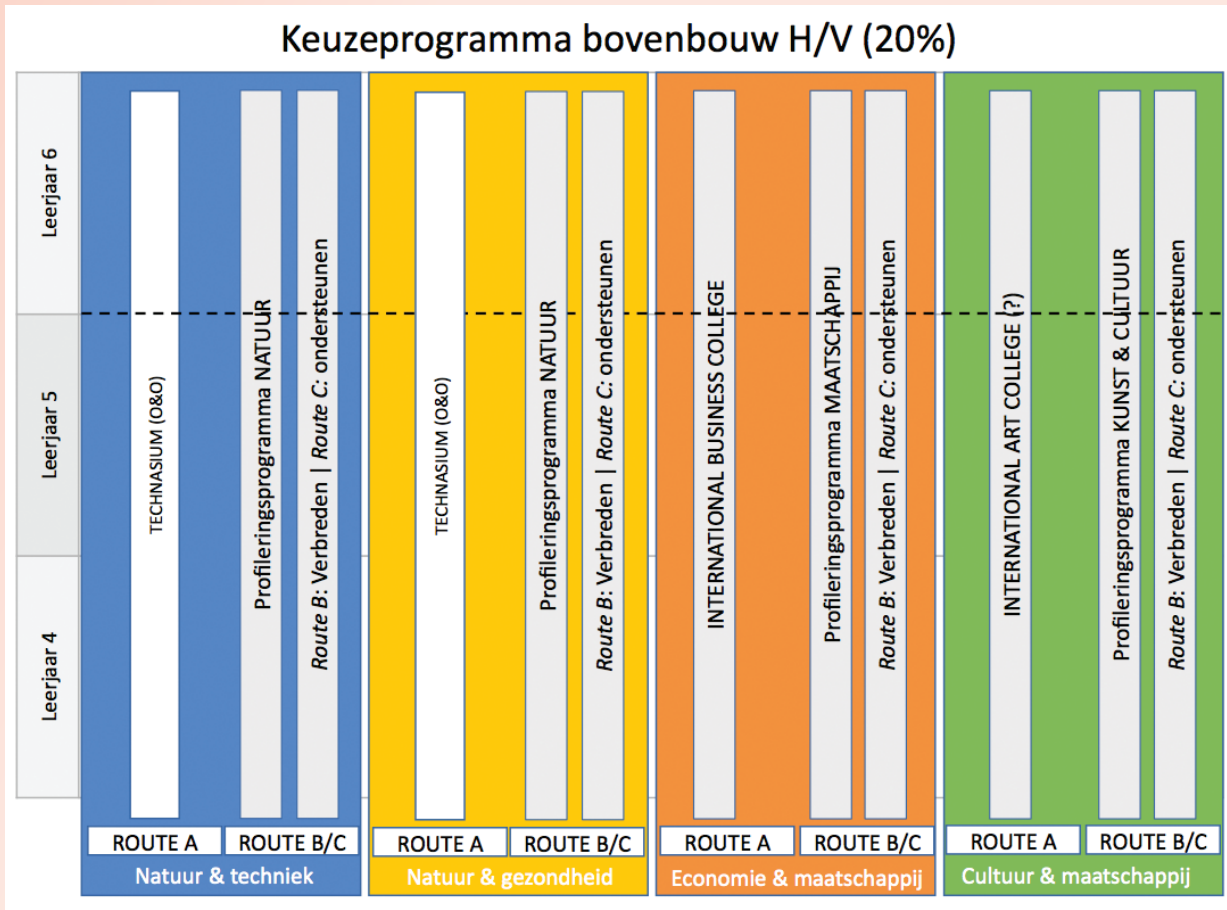 Keuzeprogramma bovenbouw H/V (20%)
Leerjaar 6
Leerjaar 5
Leerjaar 4
TECHNASIUM (O&O)
Profileringsprogramma NATUUR
Route B: Verbreden | Route C: ondersteunen
ROUTE A
ROUTE B/C
Natuur & techniek
TECHNASIUM (O&O)
Profileringsprogramma NATUUR
Route B: Verbreden | Route C: ondersteunen
ROUTE A
ROUTE B/C
Natuur & gezondheid
INTERNATIONAL BUSINESS COLLEGE
Profileringsprogramma MAATSCHAPPIJ
Route B: Verbreden | Route C: ondersteunen
ROUTE A
ROUTE B/C
Economie & maatschappij
INTERNATIONAL ART COLLEGE (?)
Profileringsprogramma KUNST & CULTUUR
Route B: Verbreden | Route C: ondersteunen
ROUTE A
ROUTE B/C
Cultuur & maatschappij